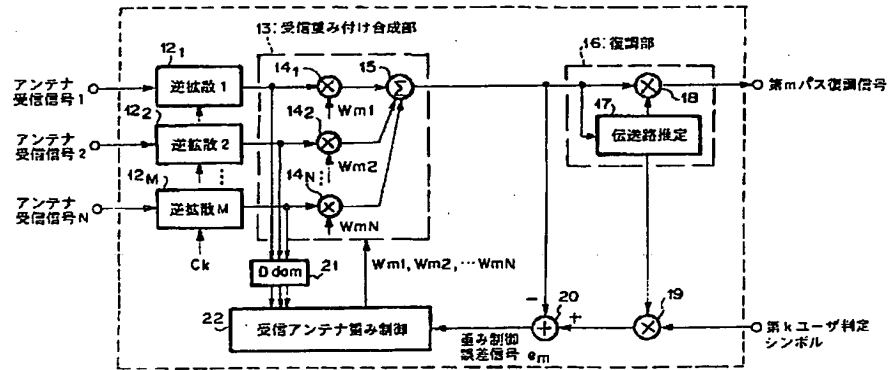 13:受信重み付け合成部
16:復調部
12₁
14₁
15
アンテナ
受信信号1
逆拡散1
Σ
18
第mパス復調信号
Wm1
17
12₂
14₂
アンテナ
受信信号2
逆拡散2
伝送路推定
Wm2
12M
14N
アンテナ
受信信号N
逆拡散M
WmN
Ck
D dom
21
Wm1, Wm2, …WmN
22
20
19
受信アンテナ重み制御
重み制御
誤差信号 em
第kユーザ判定
シンボル